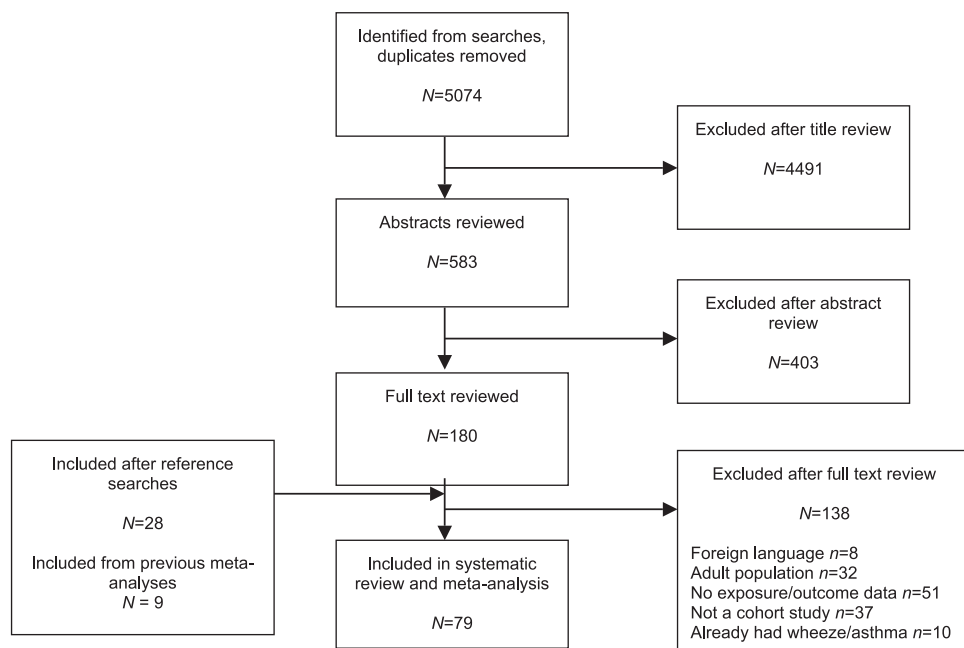 Identified from searches,
duplicates removed
N=5074
Excluded after title review
N=4491
Abstracts reviewed
N=583
Excluded after abstract
review
N=403
Full text reviewed
N=180
Included after reference
searches
N=28
Included from previous meta-
analyses
N = 9
Excluded after full text review
N=138
Foreign language n=8
Adult population n=32
No exposure/outcome data n=51
Not a cohort study n=37
Already had wheeze/asthma n=10
Included in systematic
review and meta-analysis
N=79